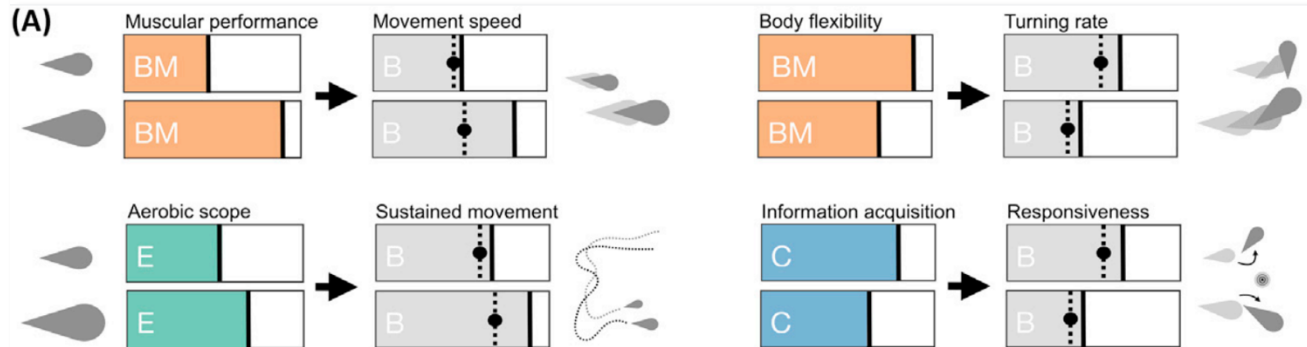 (A)
Muscular performance Movement speed Body flexibility Turning rate
BM B BM B
BM B BM B
Aerobic scope Sustained movement Information acquisition Responsiveness
E B C B
E B C B